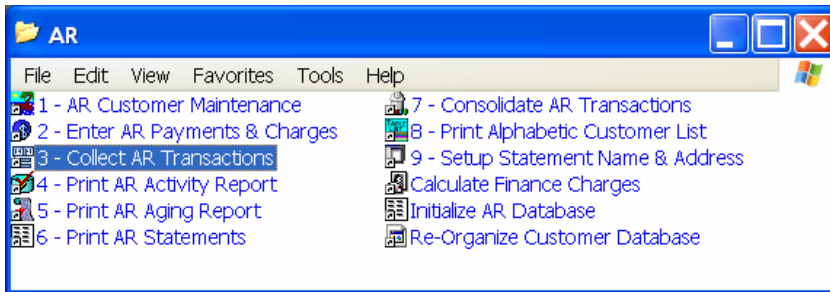 AR
File Edit View Favorites Tools Help
1 - AR Customer Maintenance
2 - Enter AR Payments & Charges
3 - Collect AR Transactions
4 - Print AR Activity Report
5 - Print AR Aging Report
6 - Print AR Statements
7 - Consolidate AR Transactions
8 - Print Alphabetic Customer List
9 - Setup Statement Name & Address
Calculate Finance Charges
Initialize AR Database
Re-Organize Customer Database